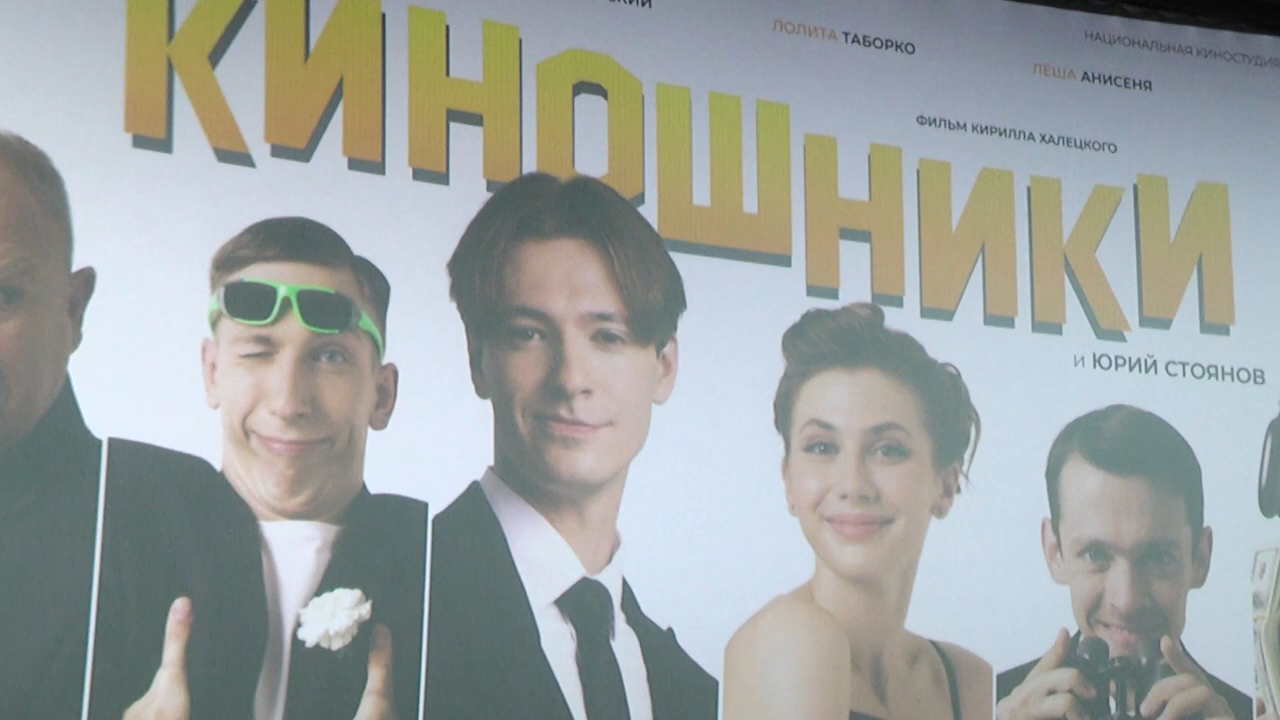 ЛОЛИТА ТАБОРКО
НАЦИОНАЛЬНАЯ КИНОСТУДИЯ
ЛЁША АНИСЕНЯ
ФИЛЬМ КИРИЛЛА ХАЛЕЦКОГО
КИНОШНИКИ
И ЮРИЙ СТОЯНОВ